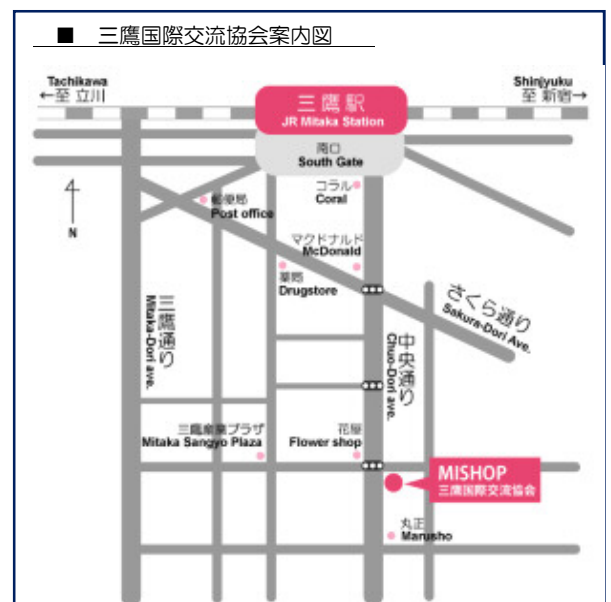 ■ 三鷹国際交流協会案内図
Tachikawa
←至 立川
Shinjyuku
至 新宿→
三鷹駅
JR Mitaka Station
南口
South Gate
コラル
Coral
郵便局
Post office
N
マクドナルド
McDonald
薬局
Drugstore
さくら通り
Sakura-Dori Ave.
三鷹通り
Mitaka-Dori ave.
中央通り
Chuo-Dori ave.
三鷹産業プラザ
Mitaka Sangyo Plaza
花屋
Flower shop
MISHOP
三鷹国際交流協会
丸正
Marusho